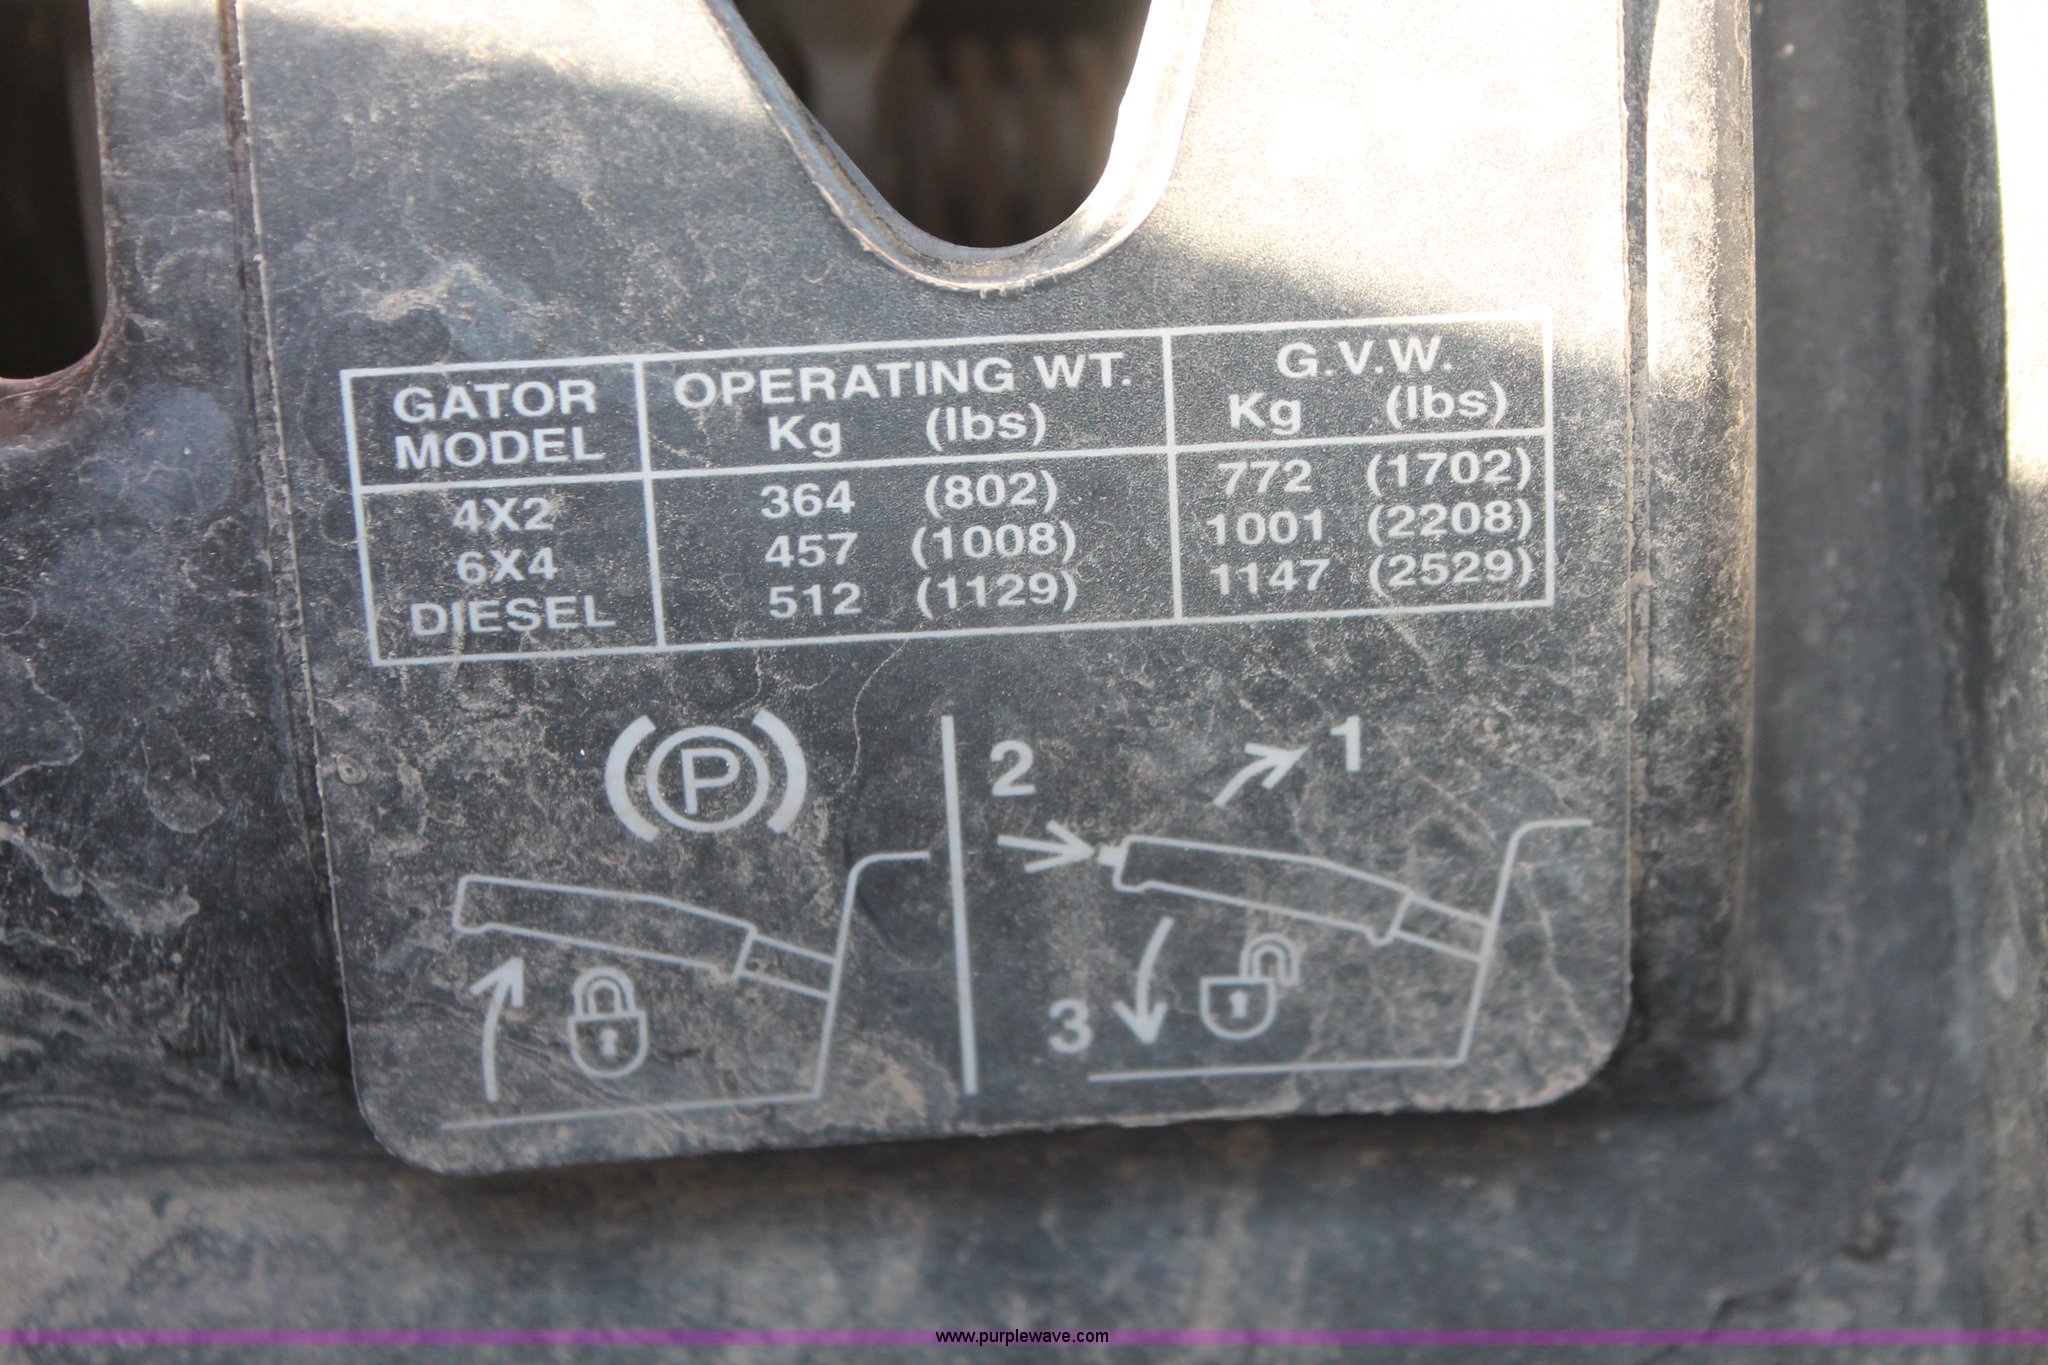 GATOR MODEL OPERATING WT. G.V.W.
Kg (lbs) Kg (lbs)
4X2 364 (802) 772 (1702)
6X4 457 (1008) 1001 (2208)
DIESEL 512 (1129) 1147 (2529)
P
2 1
3
www.purplewave.com